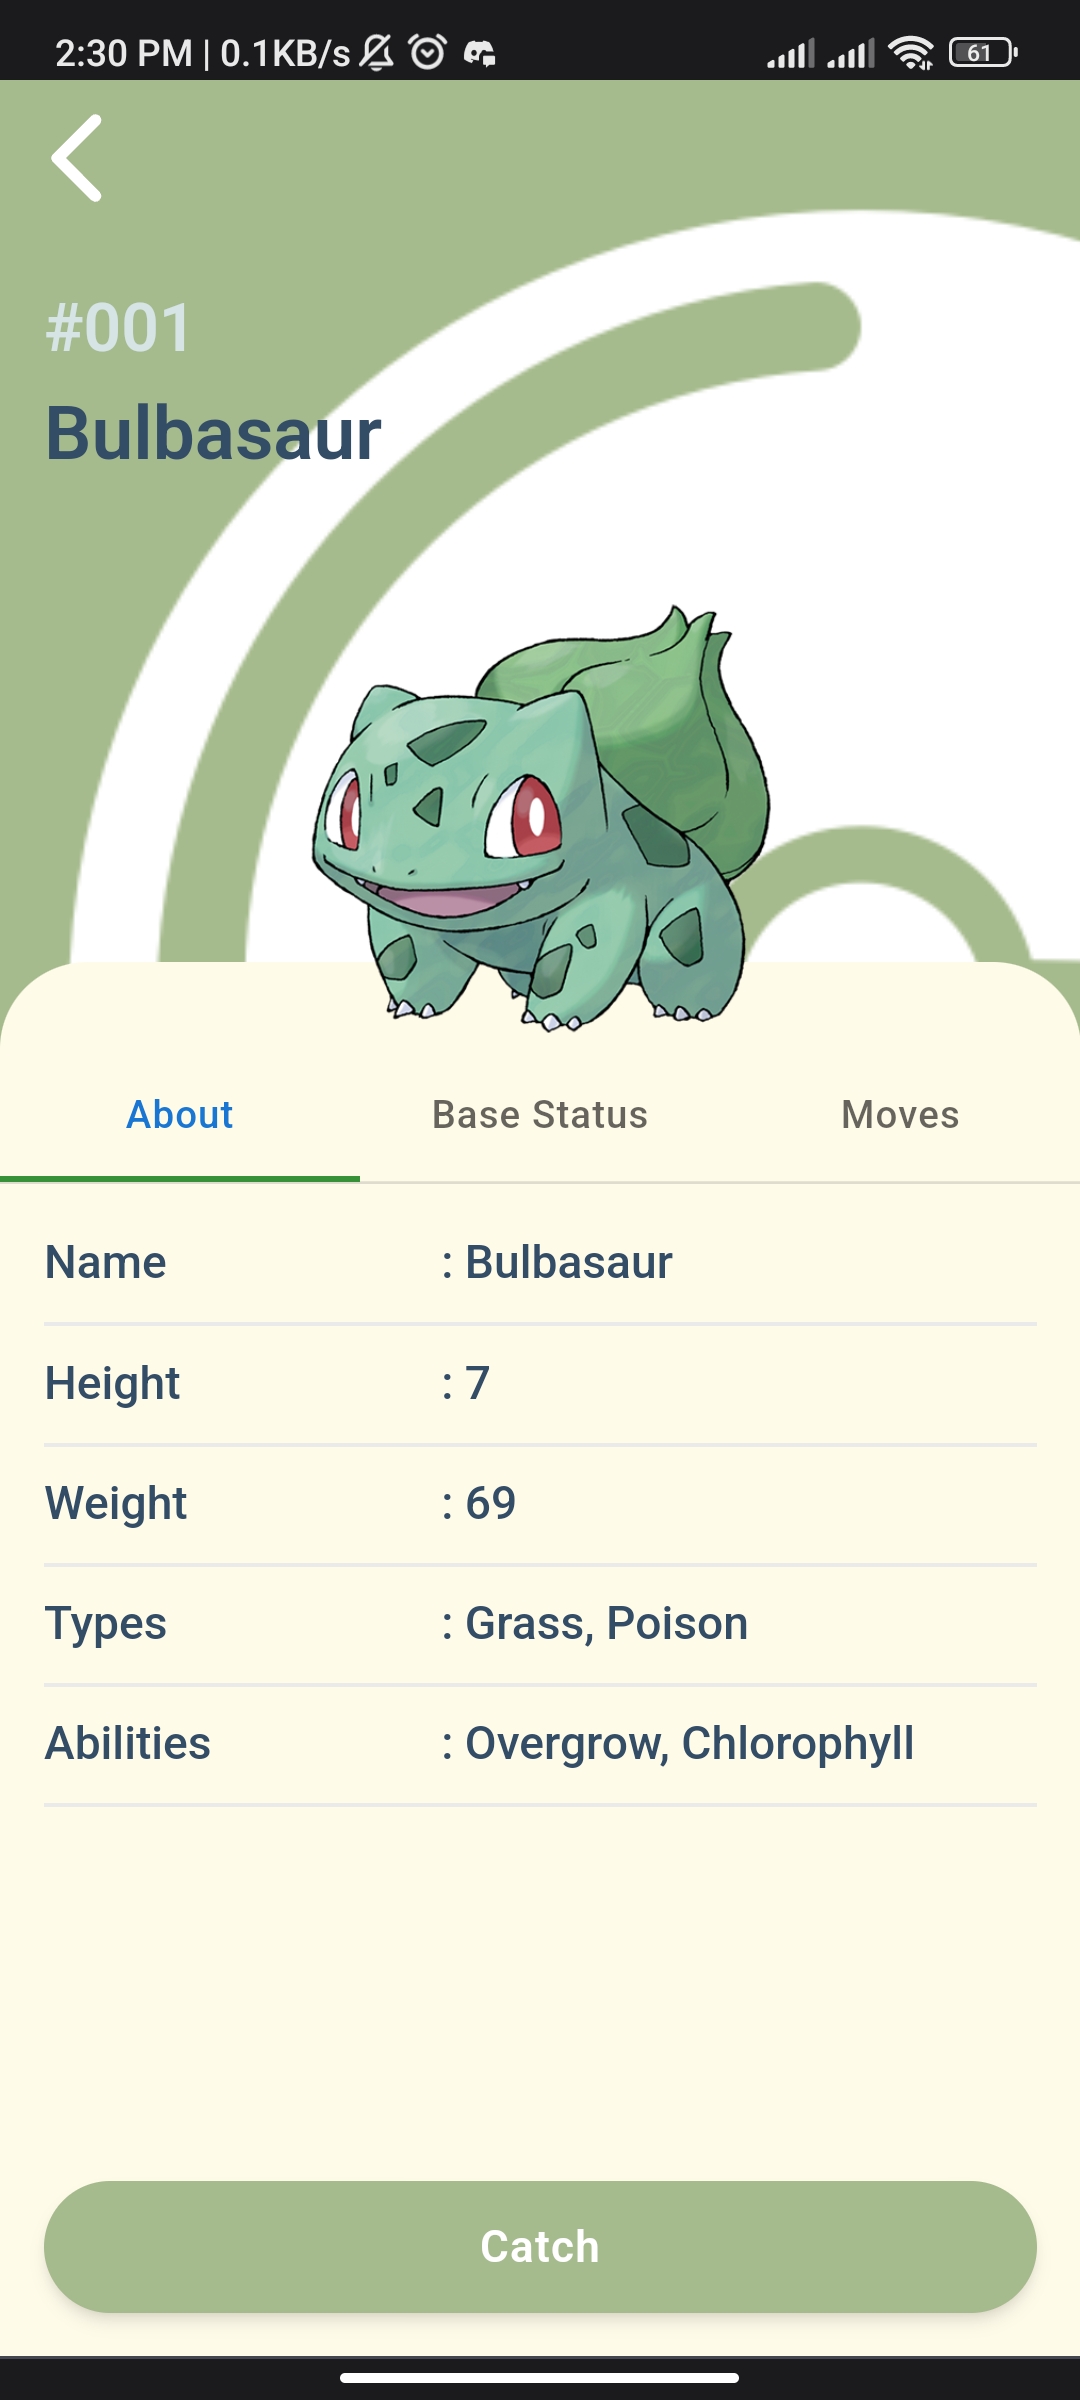 2:30 PM | 0.1KB/s
61
#001
Bulbasaur
About Base Status Moves
Name : Bulbasaur
Height : 7
Weight : 69
Types : Grass, Poison
Abilities : Overgrow, Chlorophyll
Catch